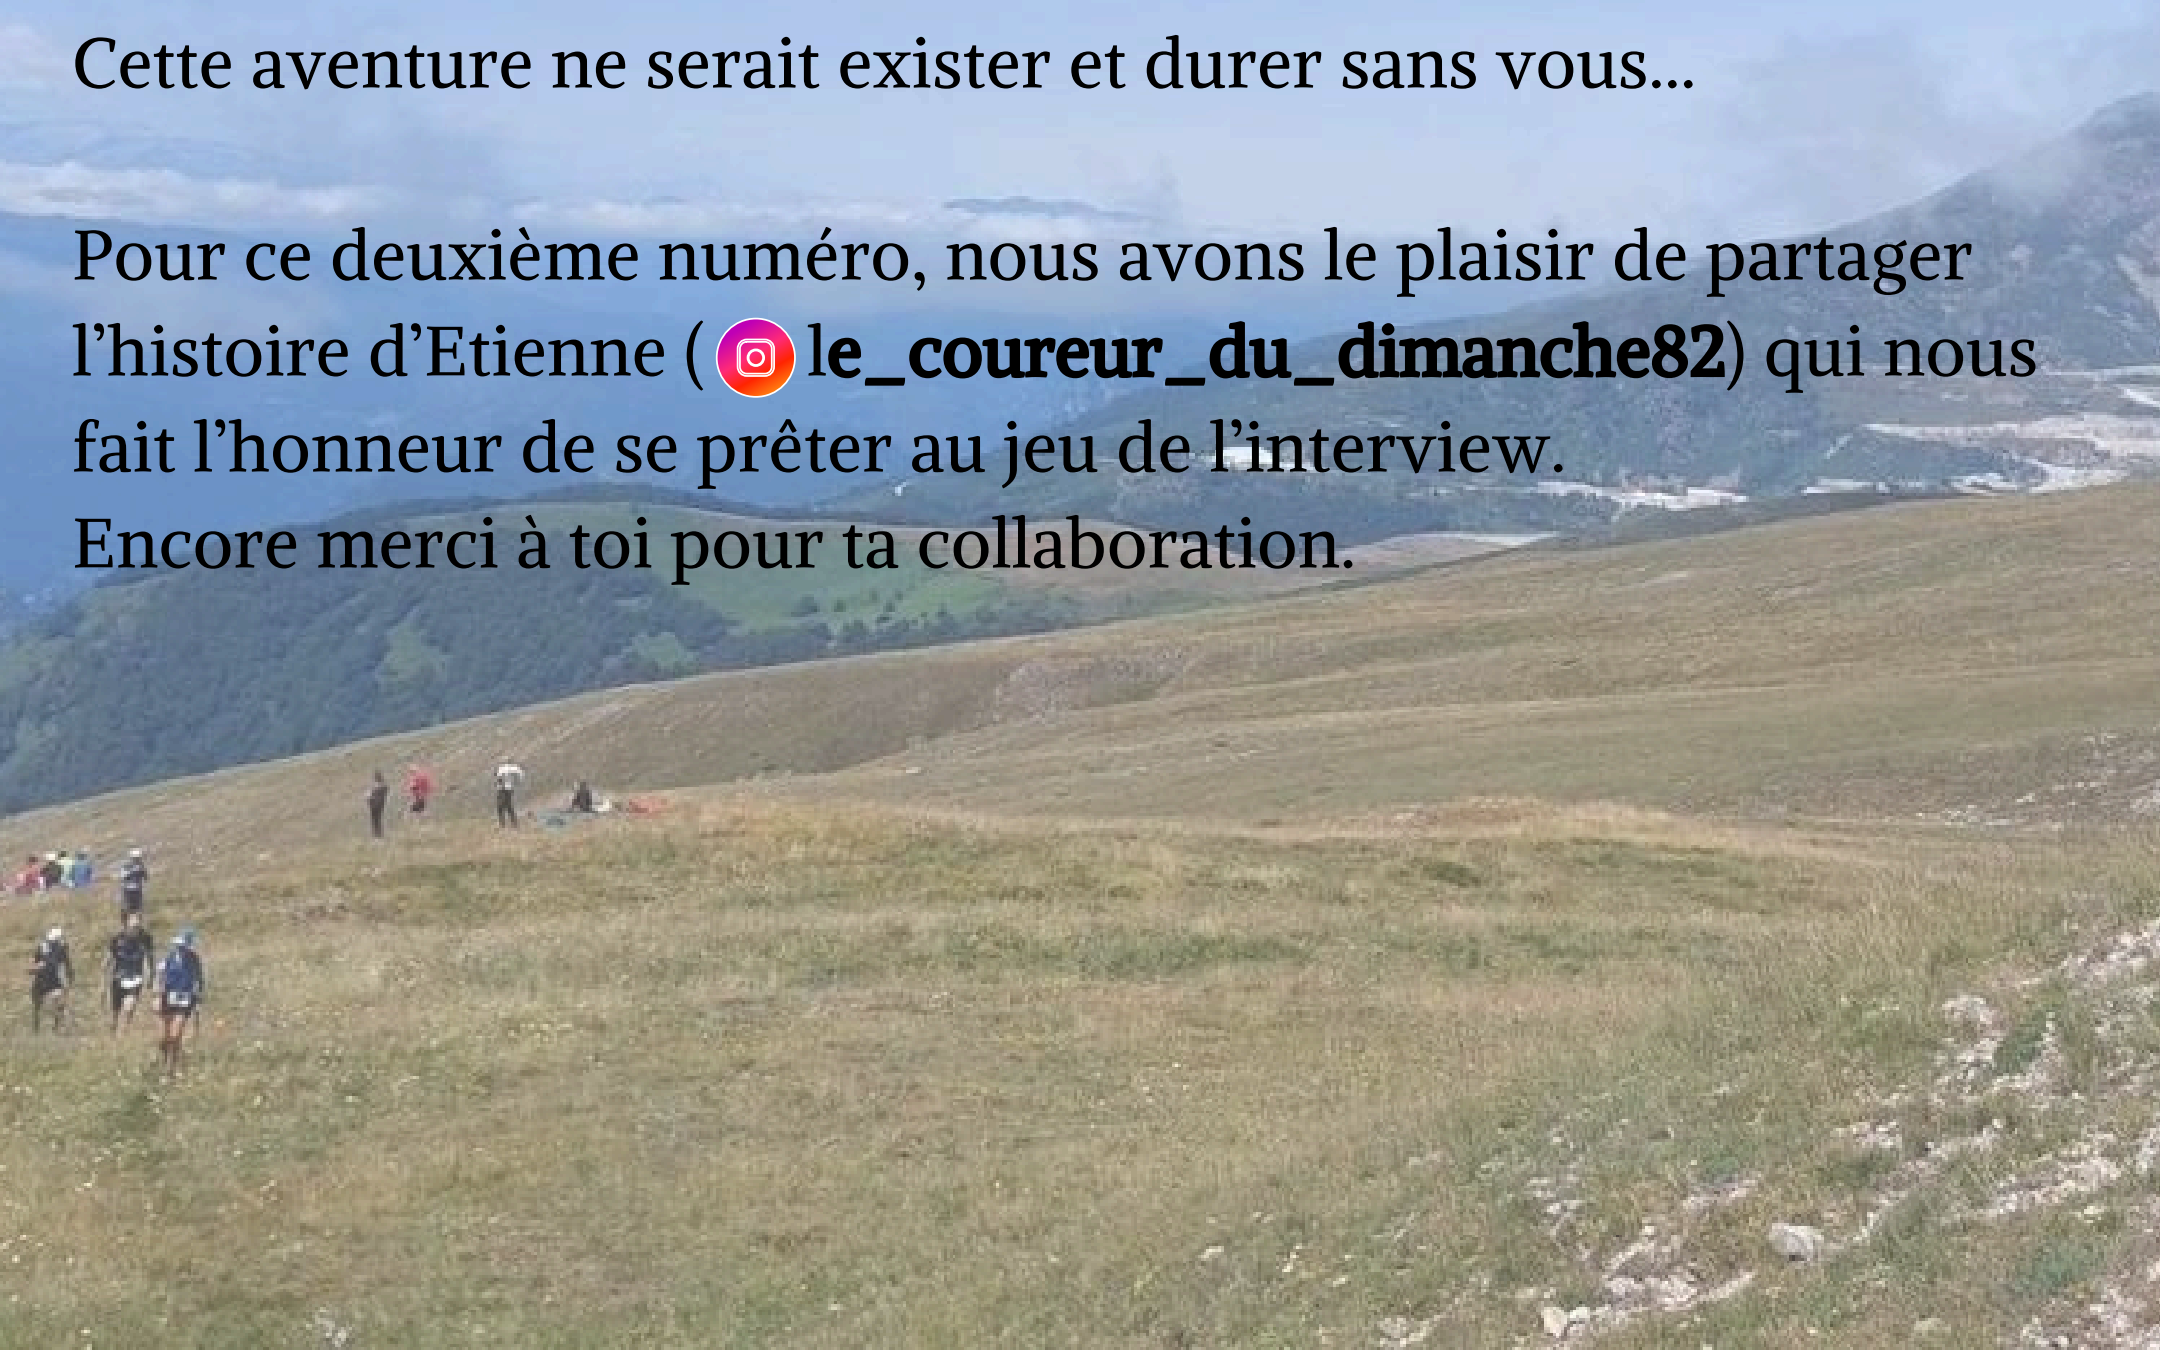 Cette aventure ne serait exister et durer sans vous...
Pour ce deuxième numéro, nous avons le plaisir de partager
l’histoire d’Etienne ( le_coureur_du_dimanche82) qui nous
fait l’honneur de se prêter au jeu de l’interview.
Encore merci à toi pour ta collaboration.